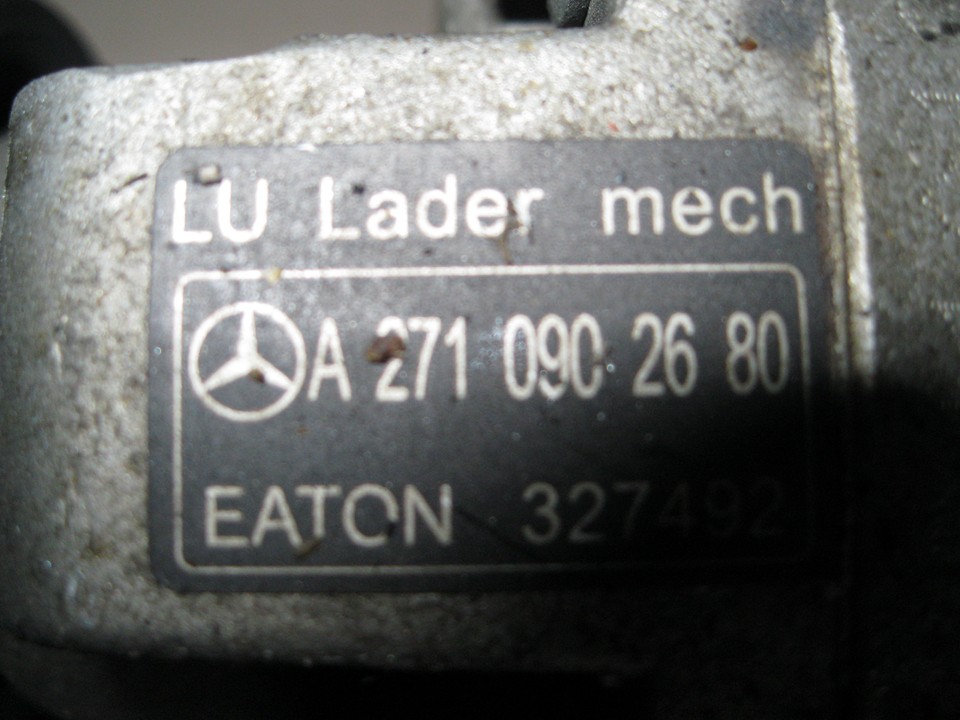 LU Lader mech
A 271 090 26 80
EATON 327492